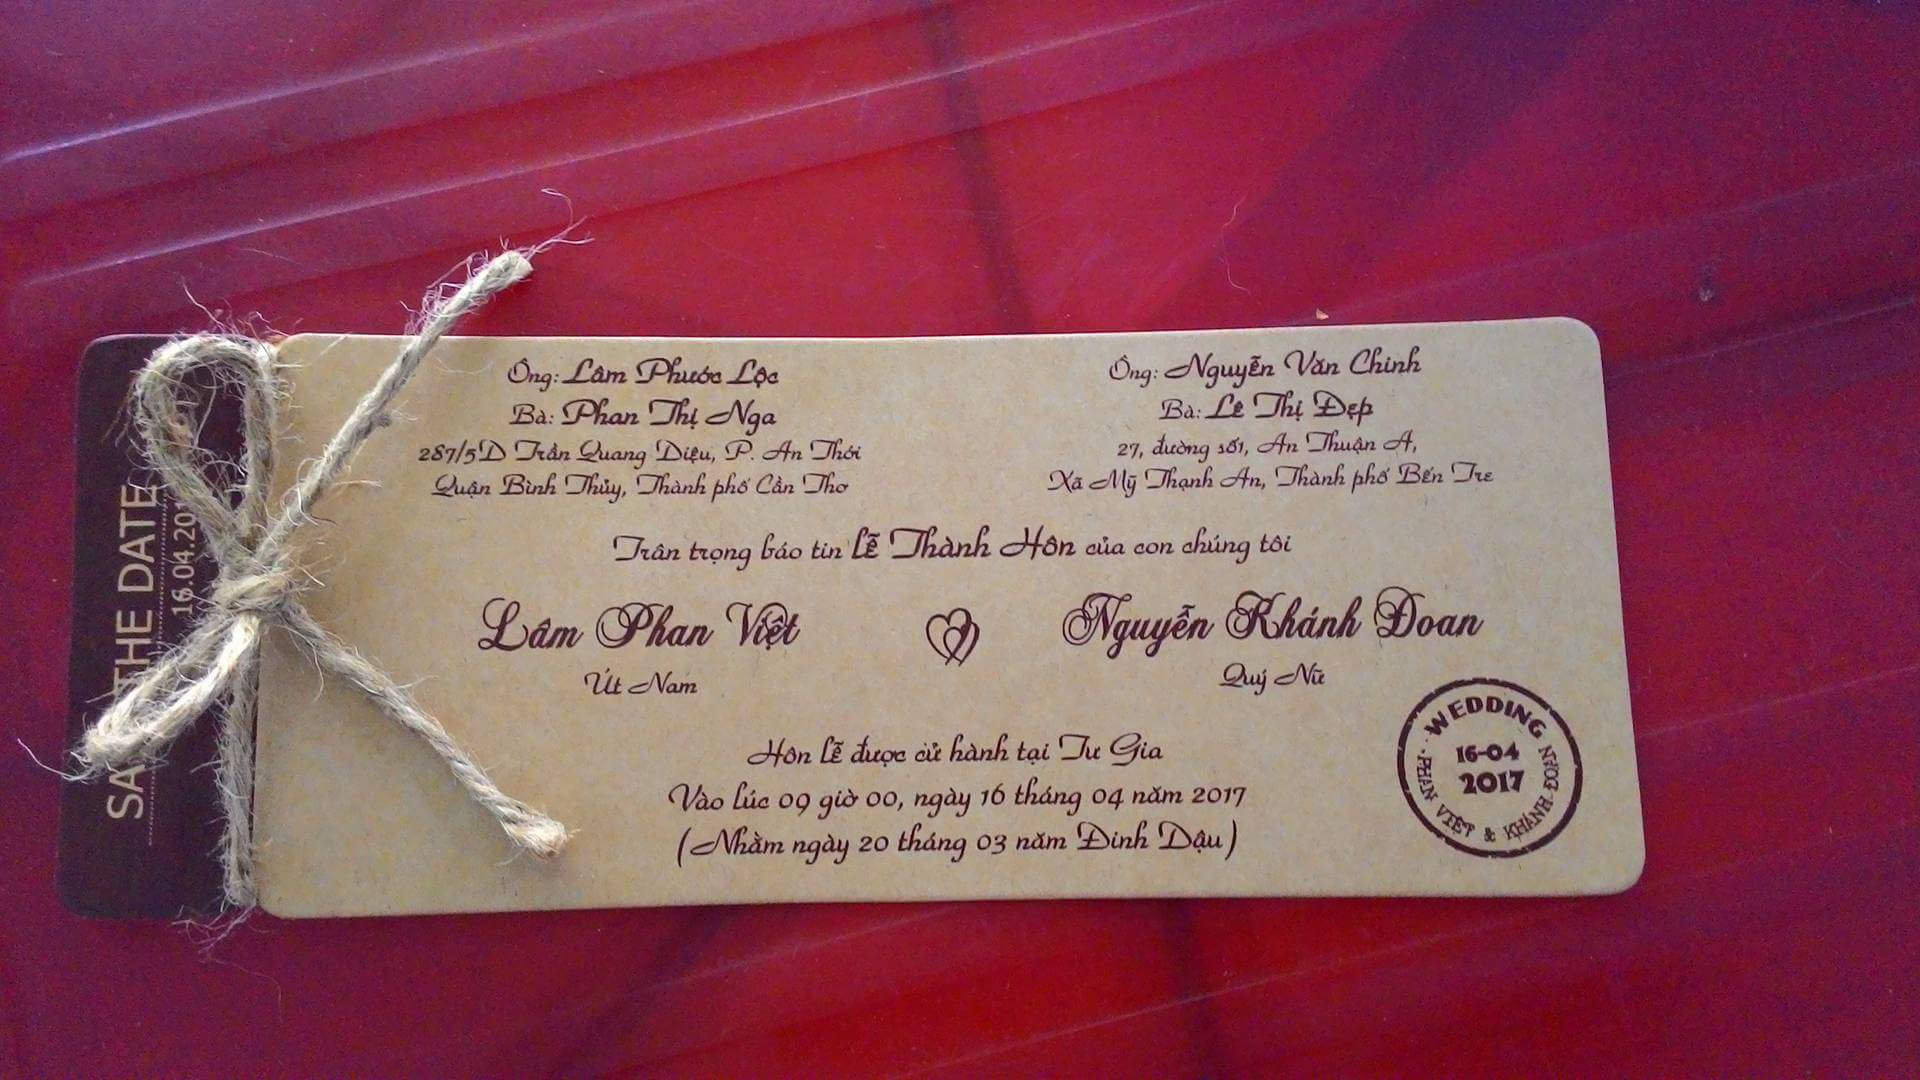 SAVE THE DATE
16.04.2017
Ông: Lâm Phước Lộc
Bà: Phan Thị Nga
287/5D Trần Quang Diệu, P. An Thới
Quận Bình Thủy, Thành phố Cần Thơ
Ông: Nguyễn Văn Chinh
Bà: Lê Thị Đẹp
27, đường số1, An Thuận A,
Xã Mỹ Thạnh An, Thành phố Bến Tre
Trân trọng báo tin lễ Thành Hôn của con chúng tôi
Lâm Phan Việt
Út Nam
Nguyễn Khánh Đoan
Quý Nữ
Hôn lễ được cử hành tại Tư Gia
Vào lúc 09 giờ 00, ngày 16 tháng 04 năm 2017
(Nhằm ngày 20 tháng 03 năm Đinh Dậu)
WEDDING
16-04
2017
PHAN VIỆT & KHÁNH ĐOAN